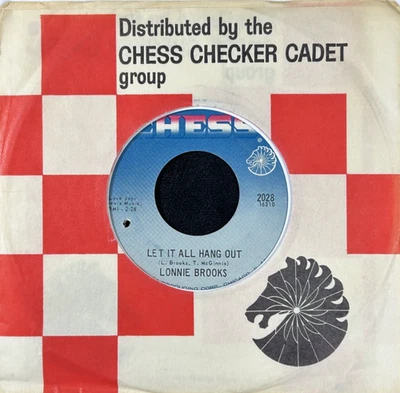 Distributed by the
CHESS CHECKER CADET
group
CHESS
2028
LET IT ALL HANG OUT
(L. Brooks, T. McGinnis)
LONNIE BROOKS